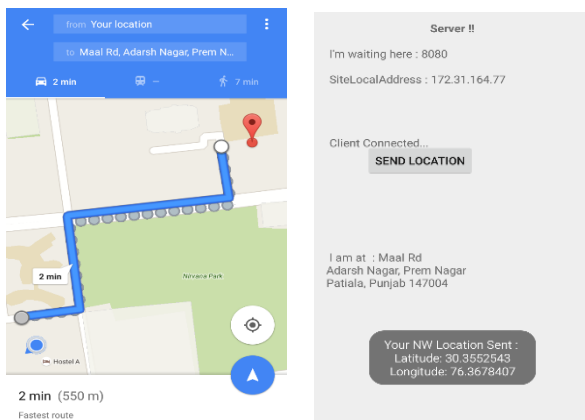 from Your location
to Maal Rd, Adarsh Nagar, Prem N...
2 min
7 min
2 min
Nirvana Park
Hostel A
2 min (550 m)
Fastest route
Server !!
I'm waiting here : 8080
SiteLocalAddress : 172.31.164.77
Client Connected...
SEND LOCATION
I am at : Maal Rd
Adarsh Nagar, Prem Nagar
Patiala, Punjab 147004
Your NW Location Sent :
Latitude: 30.3552543
Longitude: 76.3678407